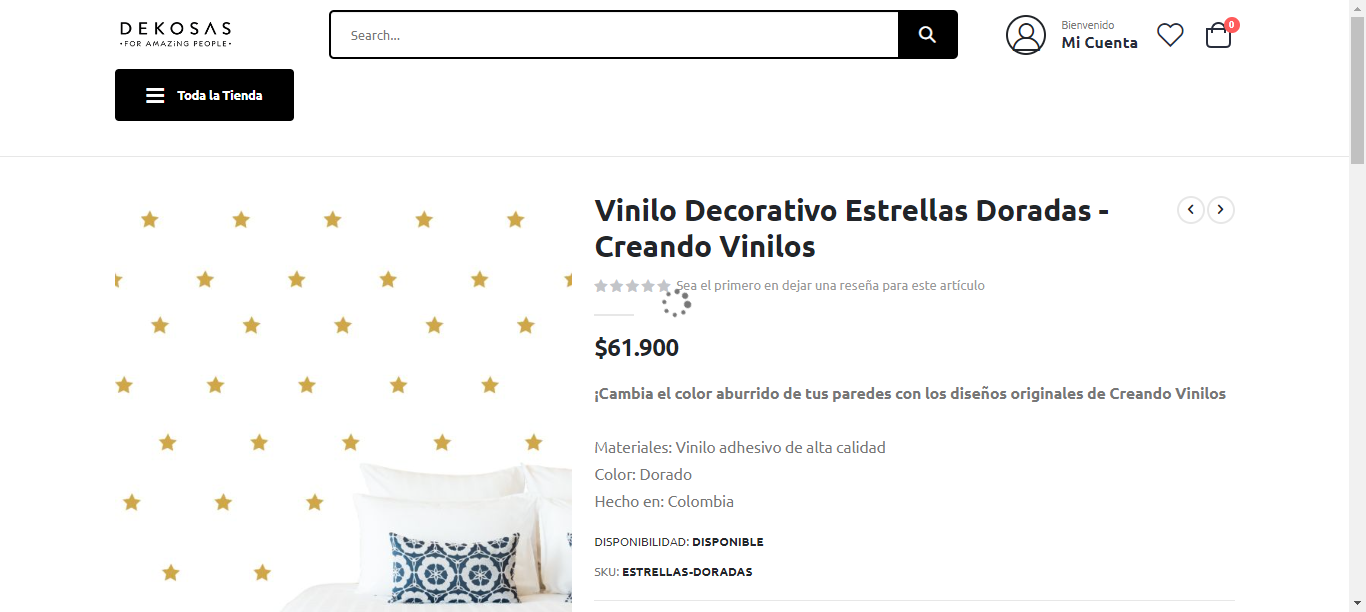 DEKOSAS
•FOR AMAZING PEOPLE•
Search...
Bienvenido
Mi Cuenta
0
Toda la Tienda
Vinilo Decorativo Estrellas Doradas -
Creando Vinilos
Sea el primero en dejar una reseña para este artículo
$61.900
¡Cambia el color aburrido de tus paredes con los diseños originales de Creando Vinilos
Materiales: Vinilo adhesivo de alta calidad
Color: Dorado
Hecho en: Colombia
DISPONIBILIDAD: DISPONIBLE
SKU: ESTRELLAS-DORADAS